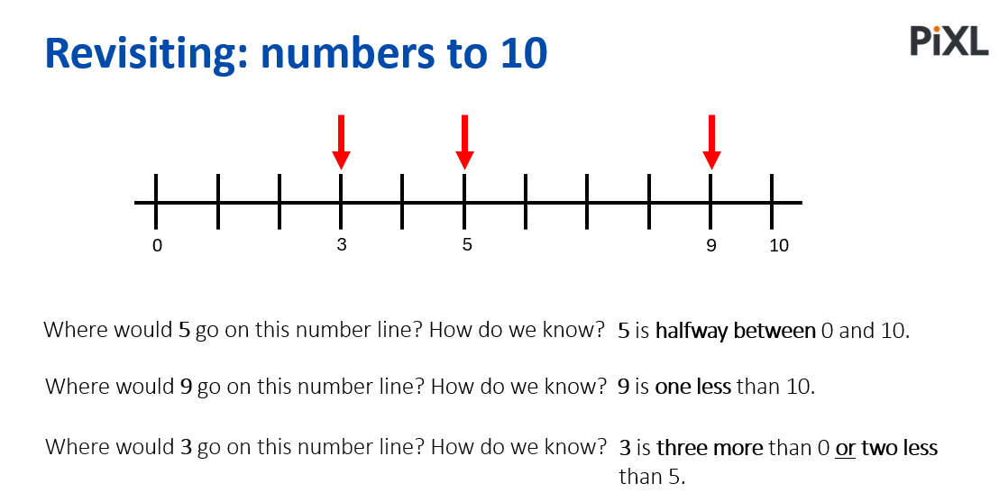 Revisiting: numbers to 10
PiXL
0 3 5 9 10
Where would 5 go on this number line? How do we know? 5 is halfway between 0 and 10.
Where would 9 go on this number line? How do we know? 9 is one less than 10.
Where would 3 go on this number line? How do we know? 3 is three more than 0 or two less
than 5.